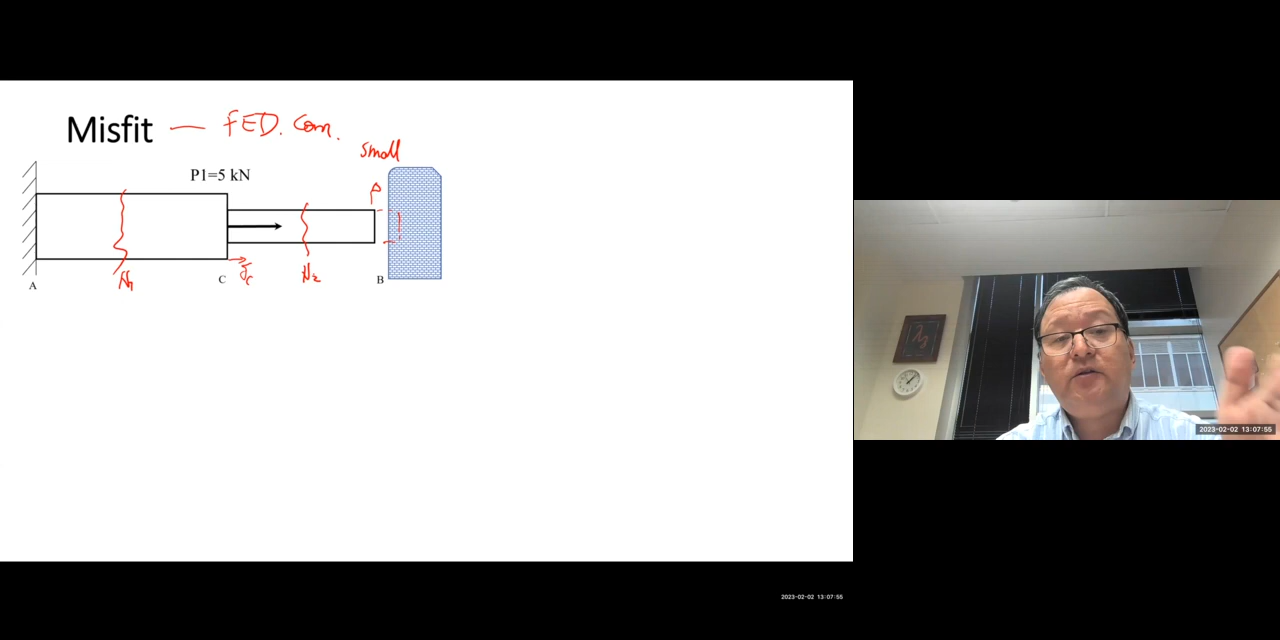 Misfit — FED. Com.
small
P1=5 kN
A
C
B
N1
N2
2023-02-02 13:07:55
2023-02-02 13:07:55